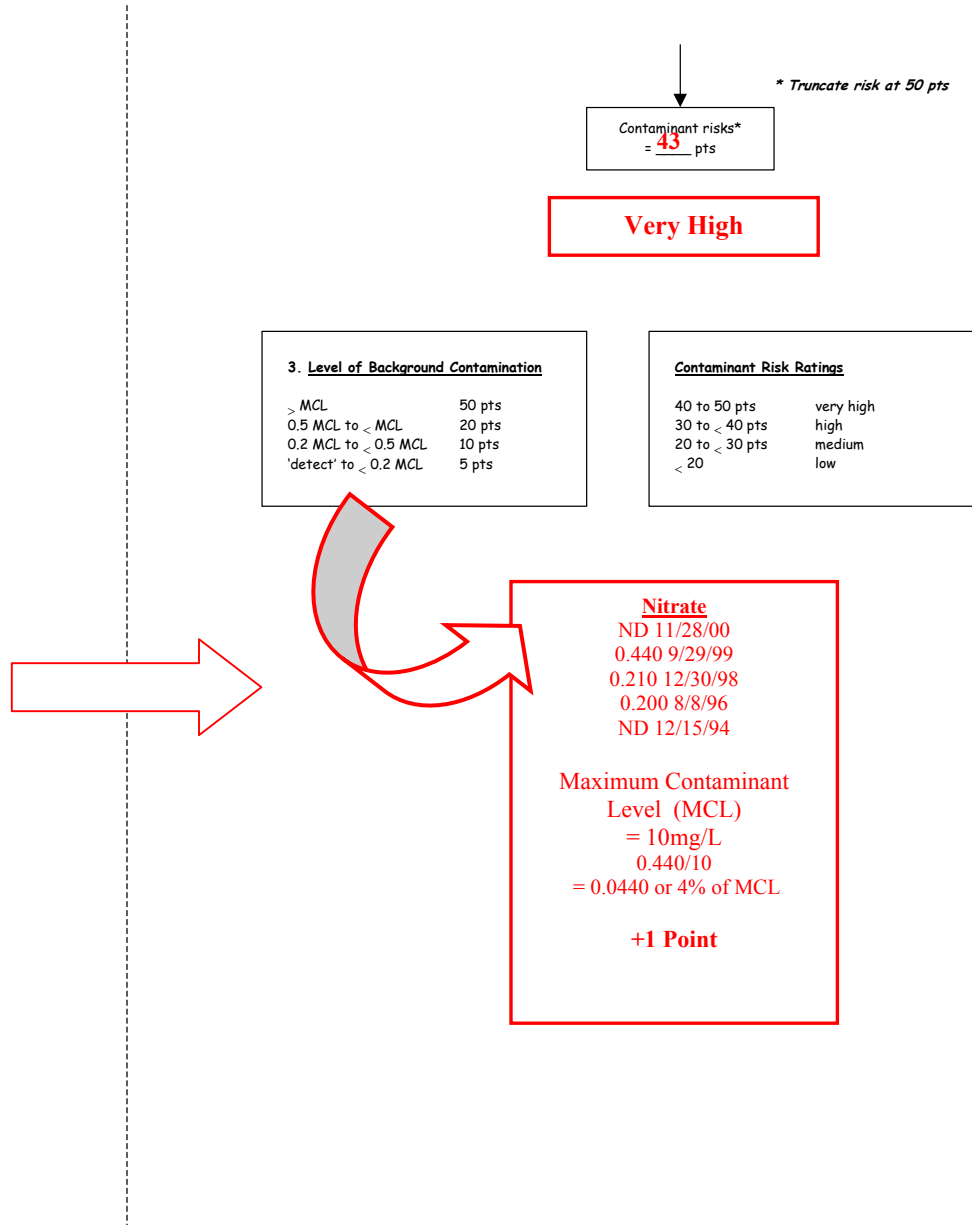 * Truncate risk at 50 pts
Contaminant risks*
= 43 pts
Very High
3. Level of Background Contamination
> MCL 50 pts
0.5 MCL to < MCL 20 pts
0.2 MCL to < 0.5 MCL 10 pts
‘detect’ to < 0.2 MCL 5 pts
Contaminant Risk Ratings
40 to 50 pts very high
30 to < 40 pts high
20 to < 30 pts medium
< 20 low
Nitrate
ND 11/28/00
0.440 9/29/99
0.210 12/30/98
0.200 8/8/96
ND 12/15/94
Maximum Contaminant
Level (MCL)
= 10mg/L
0.440/10
= 0.0440 or 4% of MCL
+1 Point